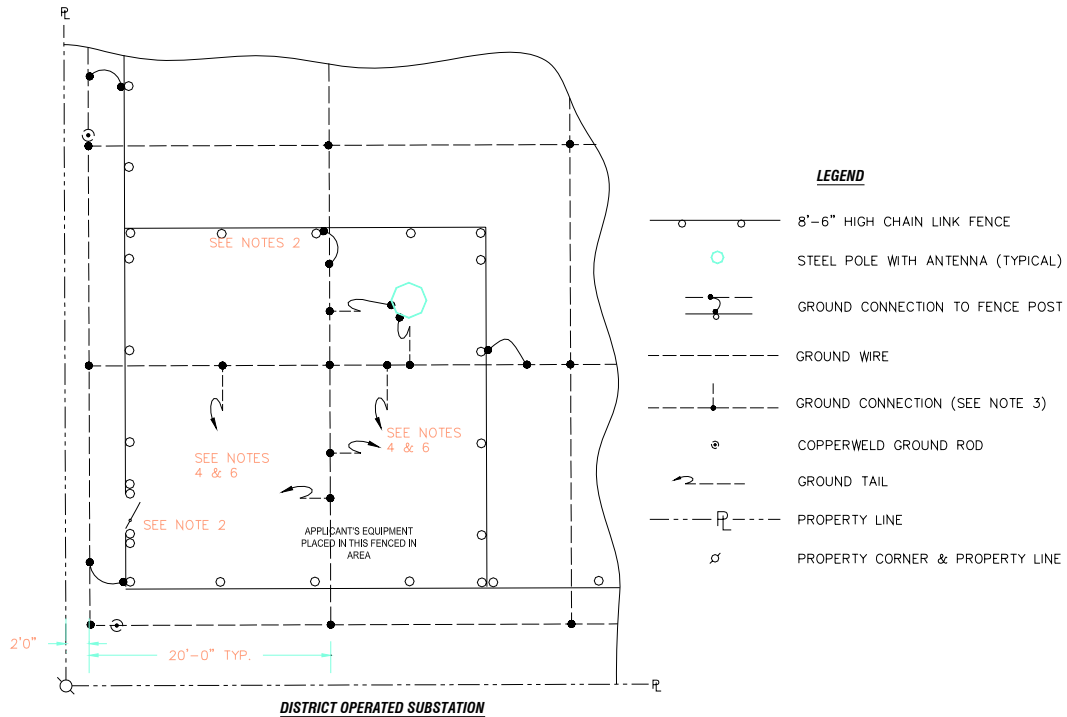 PL
LEGEND
8'-6" HIGH CHAIN LINK FENCE
SEE NOTES 2
STEEL POLE WITH ANTENNA (TYPICAL)
GROUND CONNECTION TO FENCE POST
GROUND WIRE
GROUND CONNECTION (SEE NOTE 3)
SEE NOTES
4 & 6
SEE NOTES
4 & 6
COPPERWELD GROUND ROD
GROUND TAIL
SEE NOTE 2
PL
PROPERTY LINE
APPLICANT'S EQUIPMENT
PLACED IN THIS FENCED IN
AREA
PROPERTY CORNER & PROPERTY LINE
2'0"
20'-0" TYP.
PL
DISTRICT OPERATED SUBSTATION